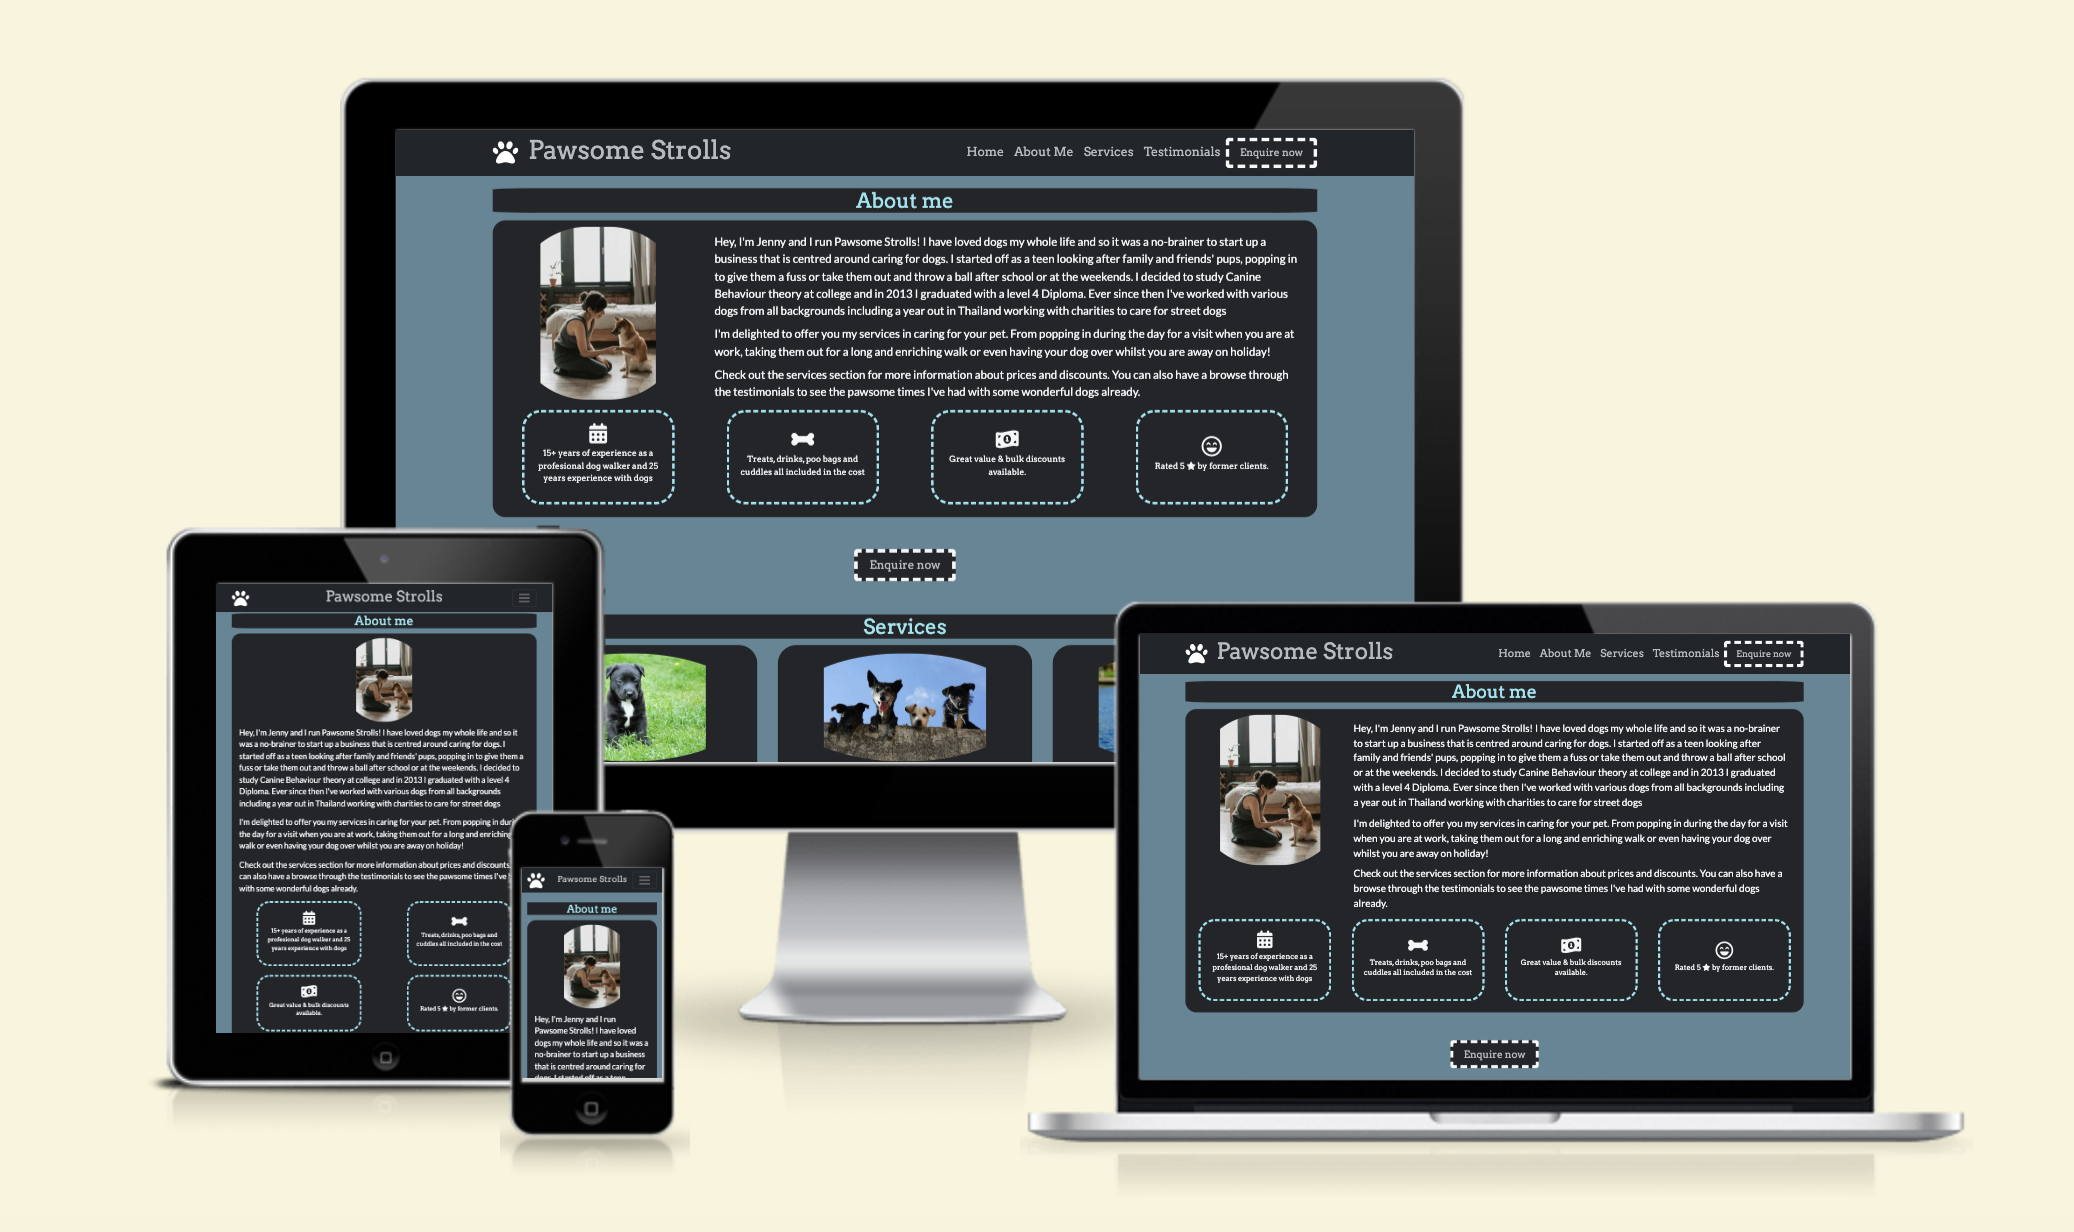 Pawsome Strolls
Home About Me Services Testimonials Enquire now
About me
Hey, I'm Jenny and I run Pawsome Strolls! I have loved dogs my whole life and so it was a no-brainer to start up a
business that is centred around caring for dogs. I started off as a teen looking after family and friends' pups, popping in
to give them a fuss or take them out and throw a ball after school or at the weekends. I decided to study Canine
Behaviour theory at college and in 2013 I graduated with a level 4 Diploma. Ever since then I've worked with various
dogs from all backgrounds including a year out in Thailand working with charities to care for street dogs
I'm delighted to offer you my services in caring for your pet. From popping in during the day for a visit when you are at
work, taking them out for a long and enriching walk or even having your dog over whilst you are away on holiday!
Check out the services section for more information about prices and discounts. You can also have a browse through
the testimonials to see the pawsome times I've had with some wonderful dogs already.
15+ years of experience as a
profesional dog walker and 25
years experience with dogs
Treats, drinks, poo bags and
cuddles all included in the cost
Great value & bulk discounts
available.
Rated 5 ★ by former clients.
Enquire now
Services
Pawsome Strolls
About me
Hey, I'm Jenny and I run Pawsome Strolls! I have loved dogs my whole life and so it
was a no-brainer to start up a business that is centred around caring for dogs. I
started off as a teen looking after family and friends' pups, popping in to give them a
fuss or take them out and throw a ball after school or at the weekends. I decided to
study Canine Behaviour theory at college and in 2013 I graduated with a level 4
Diploma. Ever since then I've worked with various dogs from all backgrounds
including a year out in Thailand working with charities to care for street dogs
I'm delighted to offer you my services in caring for your pet. From popping in
the day for a visit when you are at work, taking them out for a long and enriching
walk or even having your dog over whilst you are away on holiday!
Check out the services section for more information about prices and discounts.
can also have a browse through the testimonials to see the pawsome times I've
with some wonderful dogs already.
15+ years of experience as a
profesional dog walker and 25
years experience with dogs
Treats, drinks, poo bags and
cuddles all included in the cost
Great value & bulk discounts
available.
Rated 5 ★ by former clients.
Pawsome Strolls
About me
Hey, I'm Jenny and I run
Pawsome Strolls! I have loved
dogs my whole life and so it was a
no-brainer to start up a business
that is centred around caring for
dogs. I started off as a teen
Pawsome Strolls
Home About Me Services Testimonials Enquire now
About me
Hey, I'm Jenny and I run Pawsome Strolls! I have loved dogs my whole life and so it was a no-brainer
to start up a business that is centred around caring for dogs. I started off as a teen looking after
family and friends' pups, popping in to give them a fuss or take them out and throw a ball after school
or at the weekends. I decided to study Canine Behaviour theory at college and in 2013 I graduated
with a level 4 Diploma. Ever since then I've worked with various dogs from all backgrounds including
a year out in Thailand working with charities to care for street dogs
I'm delighted to offer you my services in caring for your pet. From popping in during the day for a visit
when you are at work, taking them out for a long and enriching walk or even having your dog over
whilst you are away on holiday!
Check out the services section for more information about prices and discounts. You can also have a
browse through the testimonials to see the pawsome times I've had with some wonderful dogs
already.
15+ years of experience as a
profesional dog walker and 25
years experience with dogs
Treats, drinks, poo bags and
cuddles all included in the cost
Great value & bulk discounts
available.
Rated 5 ★ by former clients.
Enquire now